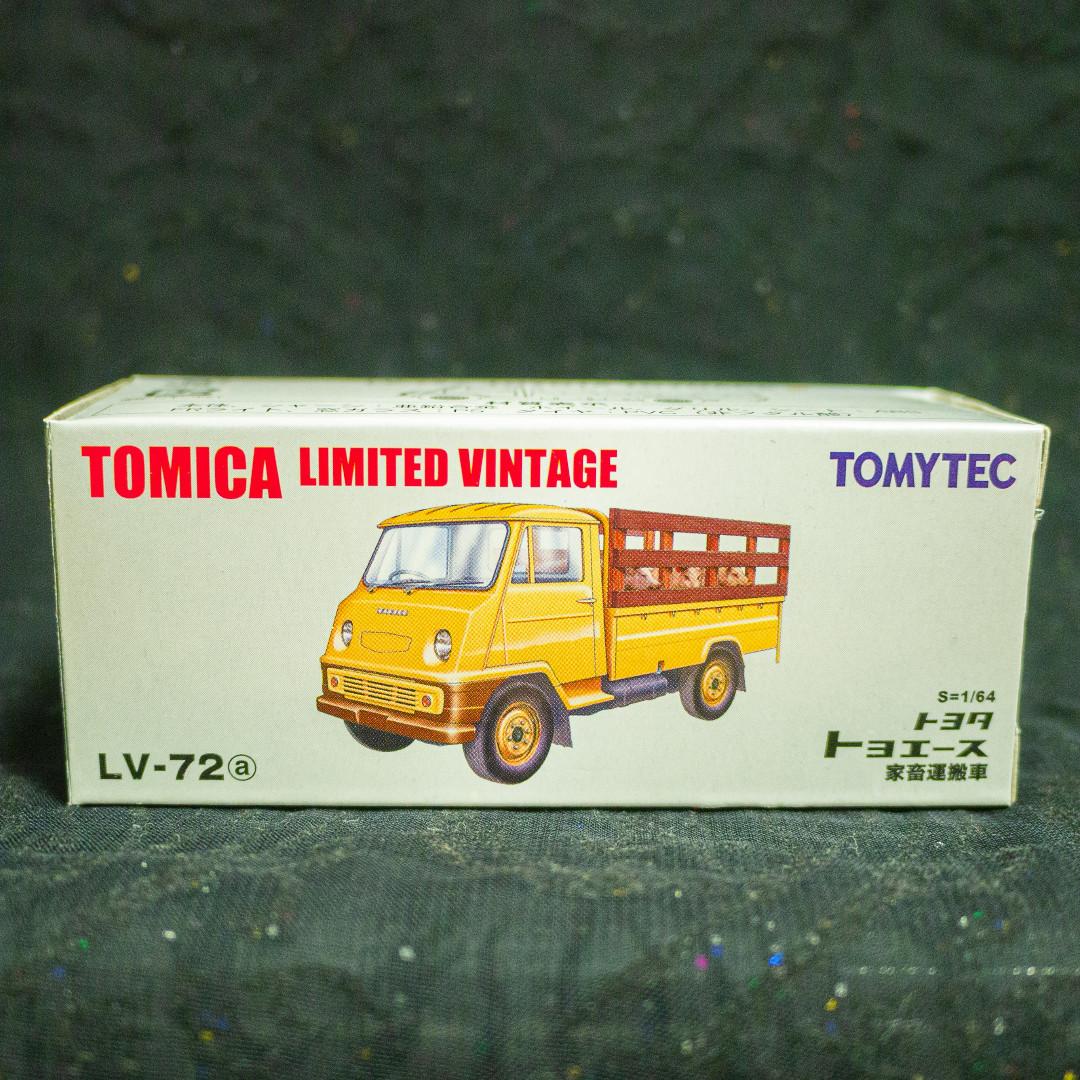 TOMICA LIMITED VINTAGE
TOMYTEC
S=1/64
トヨタ
トヨエース
家畜運搬車
LV-72ⓐ